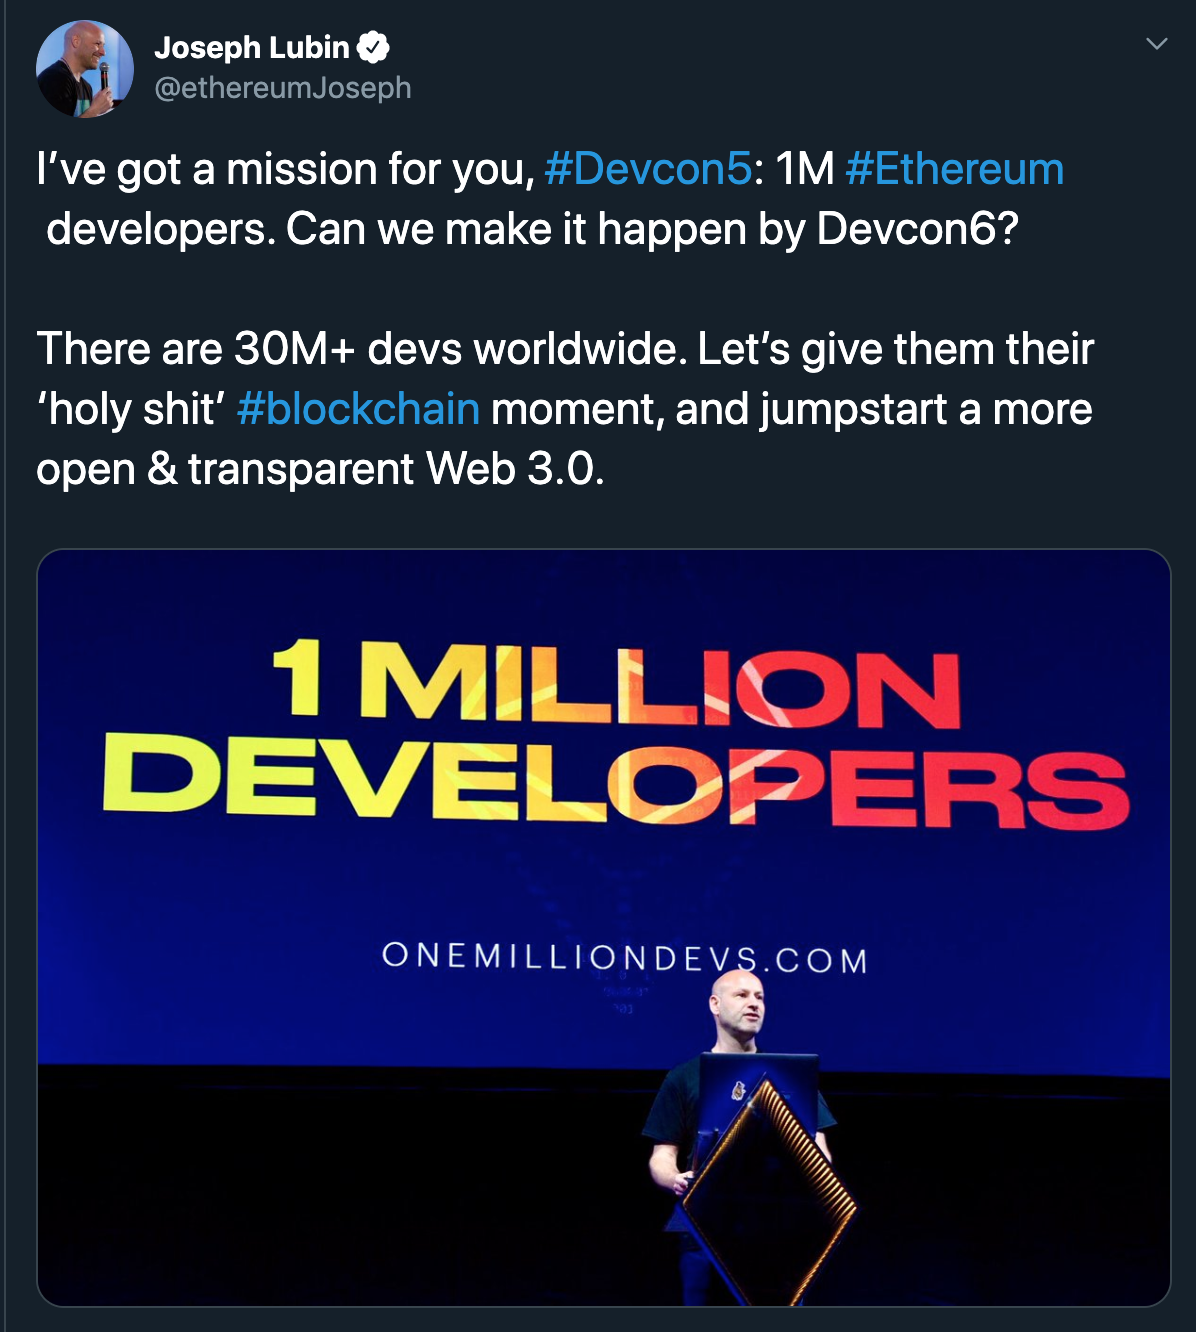 Joseph Lubin
@ethereumJoseph
I’ve got a mission for you, #Devcon5: 1M #Ethereum
developers. Can we make it happen by Devcon6?
There are 30M+ devs worldwide. Let’s give them their
‘holy shit’ #blockchain moment, and jumpstart a more
open & transparent Web 3.0.
1 MILLION
DEVELOPERS
ONEMILLIONDEVS.COM